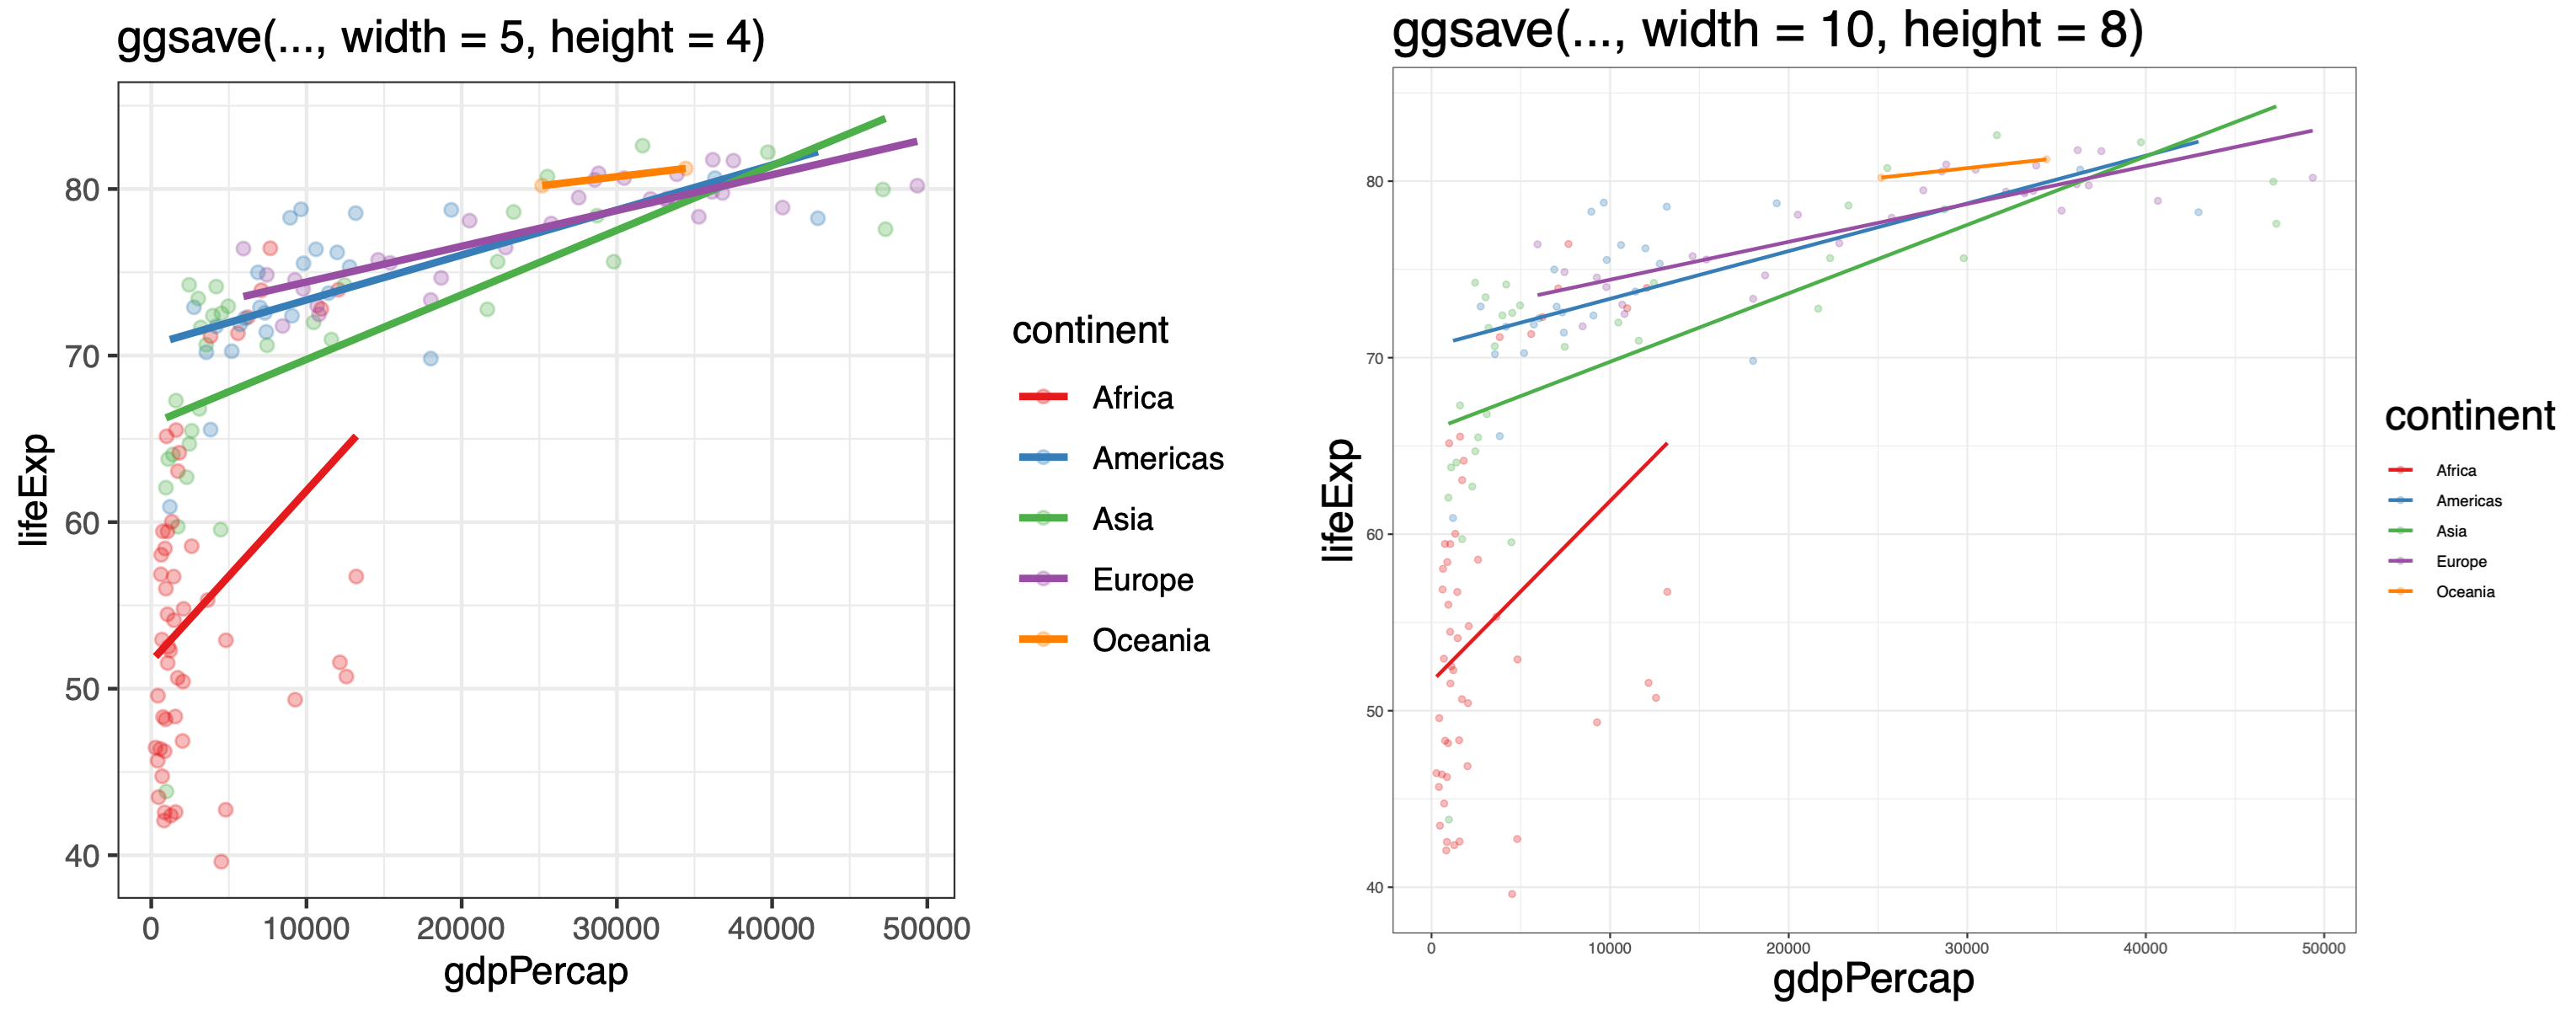 ggsave(..., width = 5, height = 4)
lifeExp
80
70
60
50
40
0 10000 20000 30000 40000 50000
gdpPercap
continent
Africa
Americas
Asia
Europe
Oceania
ggsave(..., width = 10, height = 8)
lifeExp
80
70
60
50
40
0 10000 20000 30000 40000 50000
gdpPercap
continent
Africa
Americas
Asia
Europe
Oceania